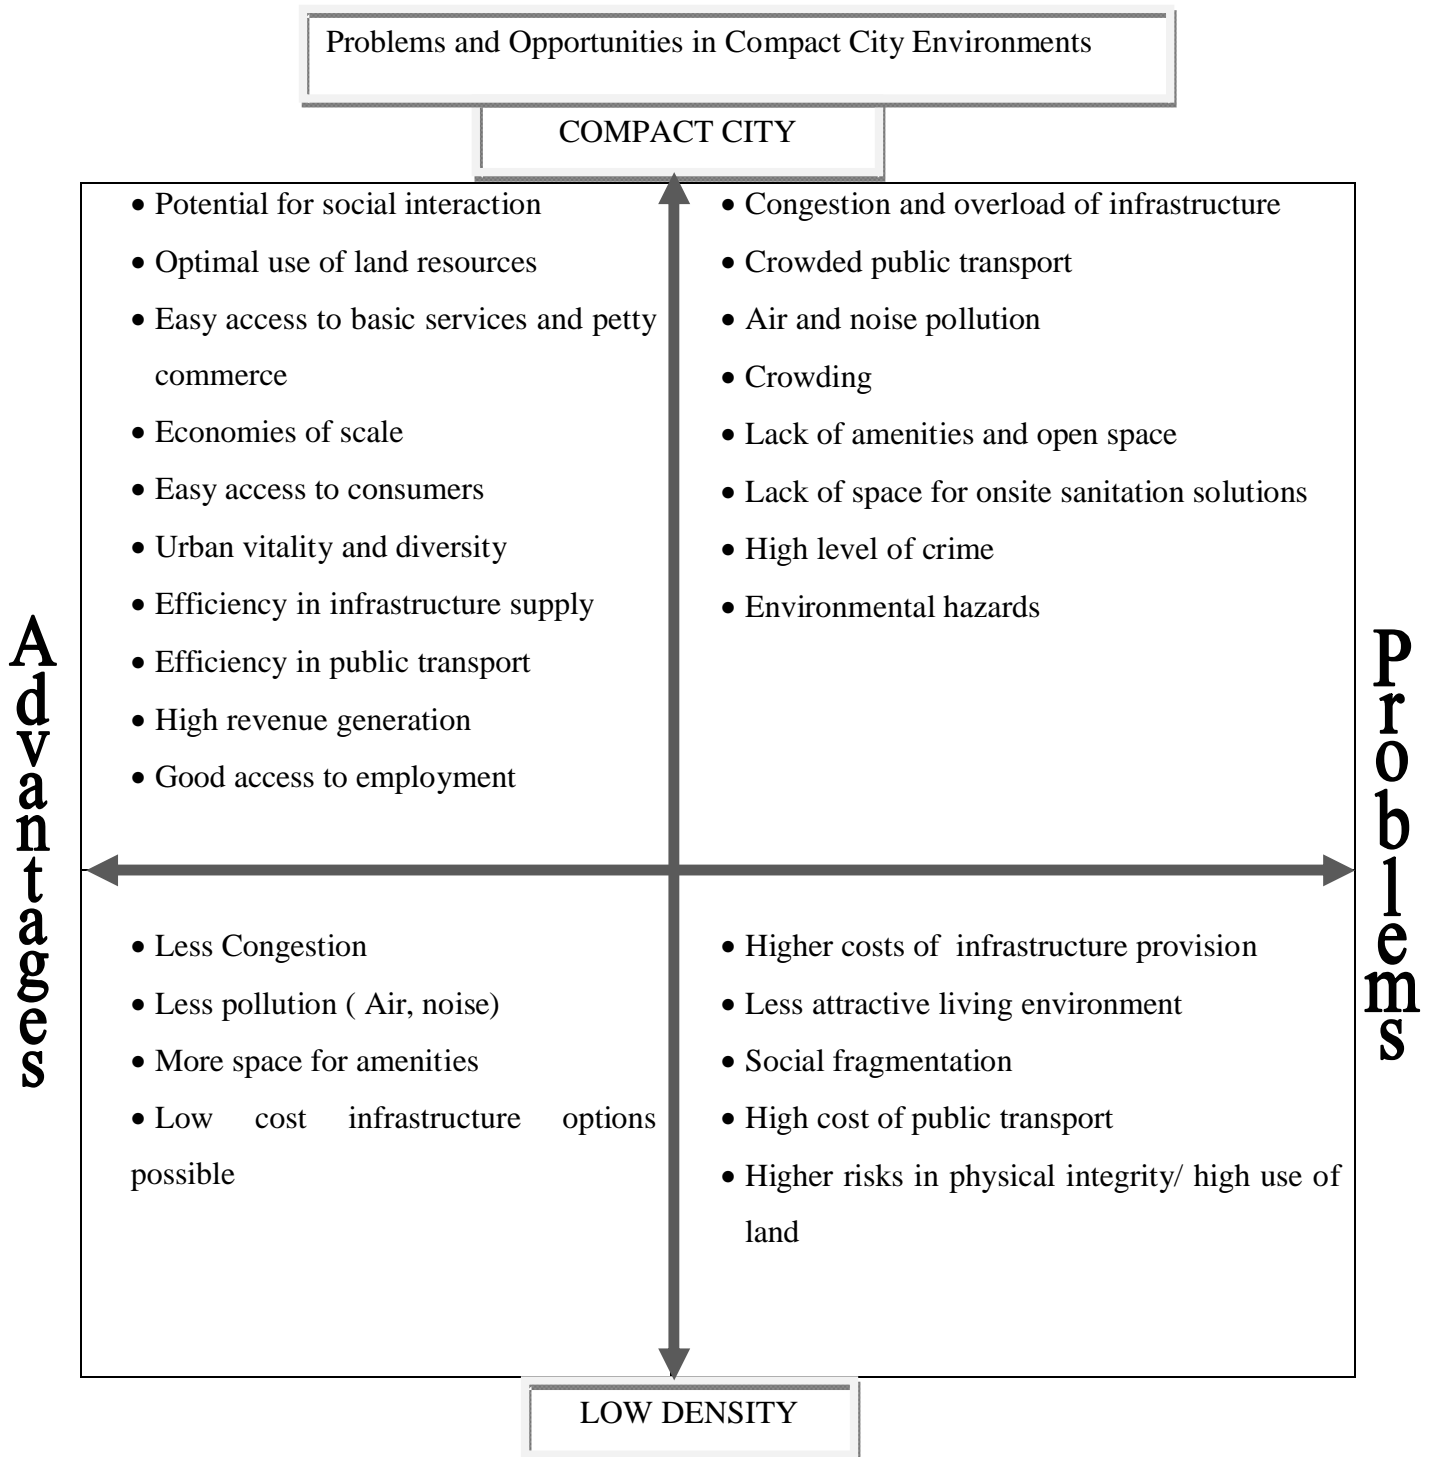 Problems and Opportunities in Compact City Environments
COMPACT CITY
Advantages
• Potential for social interaction
• Optimal use of land resources
• Easy access to basic services and petty
commerce
• Economies of scale
• Easy access to consumers
• Urban vitality and diversity
• Efficiency in infrastructure supply
• Efficiency in public transport
• High revenue generation
• Good access to employment
• Congestion and overload of infrastructure
• Crowded public transport
• Air and noise pollution
• Crowding
• Lack of amenities and open space
• Lack of space for onsite sanitation solutions
• High level of crime
• Environmental hazards
Problems
• Less Congestion
• Less pollution ( Air, noise)
• More space for amenities
• Low cost infrastructure options
possible
• Higher costs of  infrastructure provision
• Less attractive living environment
• Social fragmentation
• High cost of public transport
• Higher risks in physical integrity/ high use of
land
LOW DENSITY